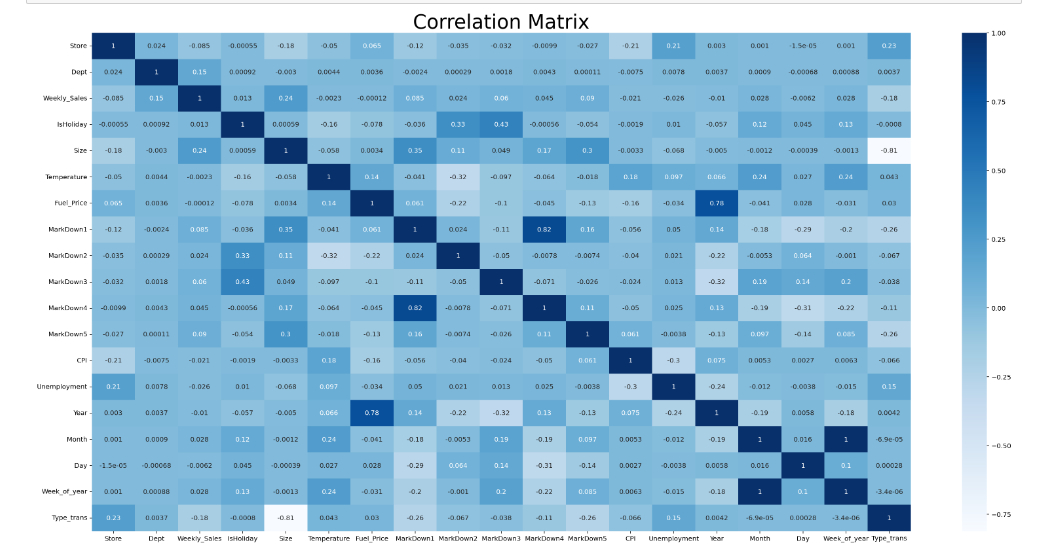 Correlation Matrix
Store 1 0.024 -0.085 -0.00055 -0.18 -0.05 0.065 -0.12 -0.035 -0.032 -0.0099 -0.027 -0.21 0.21 0.003 0.001 -1.5e-05 0.001 0.23
Dept 0.024 1 0.15 0.00092 -0.003 0.0044 0.0036 -0.0024 0.00029 0.0018 0.0043 0.00011 -0.0075 0.0078 0.0037 0.0009 -0.00068 0.00088 0.0037
Weekly_Sales -0.085 0.15 1 0.013 0.24 -0.0023 -0.00012 0.085 0.024 0.06 0.045 0.09 -0.021 -0.026 -0.01 0.028 -0.0062 0.028 -0.18
IsHoliday -0.00055 0.00092 0.013 1 0.00059 -0.16 -0.078 -0.036 0.33 0.43 -0.00056 -0.054 -0.0019 0.01 -0.057 0.12 0.045 0.13 -0.0008
Size -0.18 -0.003 0.24 0.00059 1 -0.058 0.0034 0.35 0.11 0.049 0.17 0.3 -0.0033 -0.068 -0.005 -0.0012 -0.00039 -0.0013 -0.81
Temperature -0.05 0.0044 -0.0023 -0.16 -0.058 1 0.14 -0.041 -0.32 -0.097 -0.064 -0.018 0.18 0.097 0.066 0.24 0.027 0.24 0.043
Fuel_Price 0.065 0.0036 -0.00012 -0.078 0.0034 0.14 1 0.061 -0.22 -0.1 -0.045 -0.13 -0.16 -0.034 0.78 -0.041 0.028 -0.031 0.03
MarkDown1 -0.12 -0.0024 0.085 -0.036 0.35 -0.041 0.061 1 0.024 -0.11 0.82 0.16 -0.056 0.05 0.14 -0.18 -0.29 -0.2 -0.26
MarkDown2 -0.035 0.00029 0.024 0.33 0.11 -0.32 -0.22 0.024 1 -0.05 -0.0078 -0.0074 -0.04 0.021 -0.22 -0.0053 0.064 -0.001 -0.067
MarkDown3 -0.032 0.0018 0.06 0.43 0.049 -0.097 -0.1 -0.11 -0.05 1 -0.071 -0.026 -0.024 0.013 -0.32 0.19 0.14 0.2 -0.038
MarkDown4 -0.0099 0.0043 0.045 -0.00056 0.17 -0.064 -0.045 0.82 -0.0078 -0.071 1 0.11 -0.05 0.025 0.13 -0.19 -0.31 -0.22 -0.11
MarkDown5 -0.027 0.00011 0.09 -0.054 0.3 -0.018 -0.13 0.16 -0.0074 -0.026 0.11 1 0.061 -0.0038 -0.13 0.097 -0.14 0.085 -0.26
CPI -0.21 -0.0075 -0.021 -0.0019 -0.0033 0.18 -0.16 -0.056 -0.04 -0.024 -0.05 0.061 1 -0.3 0.075 0.0053 0.0027 0.0063 -0.066
Unemployment 0.21 0.0078 -0.026 0.01 -0.068 0.097 -0.034 0.05 0.021 0.013 0.025 -0.0038 -0.3 1 -0.24 -0.012 -0.0038 -0.015 0.15
Year 0.003 0.0037 -0.01 -0.057 -0.005 0.066 0.78 0.14 -0.22 -0.32 0.13 -0.13 0.075 -0.24 1 -0.19 0.0058 -0.18 0.0042
Month 0.001 0.0009 0.028 0.12 -0.0012 0.24 -0.041 -0.18 -0.0053 0.19 -0.19 0.097 0.0053 -0.012 -0.19 1 0.016 1 -6.9e-05
Day -1.5e-05 -0.00068 -0.0062 0.045 -0.00039 0.027 0.028 -0.29 0.064 0.14 -0.31 -0.14 0.0027 -0.0038 0.0058 0.016 1 0.1 0.00028
Week_of_year 0.001 0.00088 0.028 0.13 -0.0013 0.24 -0.031 -0.2 -0.001 0.2 -0.22 0.085 0.0063 -0.015 -0.18 1 0.1 1 -3.4e-06
Type_trans 0.23 0.0037 -0.18 -0.0008 -0.81 0.043 0.03 -0.26 -0.067 -0.038 -0.11 -0.26 -0.066 0.15 0.0042 -6.9e-05 0.00028 -3.4e-06 1
Store Dept Weekly_Sales IsHoliday Size Temperature Fuel_Price MarkDown1 MarkDown2 MarkDown3 MarkDown4 MarkDown5 CPI Unemployment Year Month Day Week_of_year Type_trans
1.00
0.75
0.50
0.25
0.00
−0.25
−0.50
−0.75